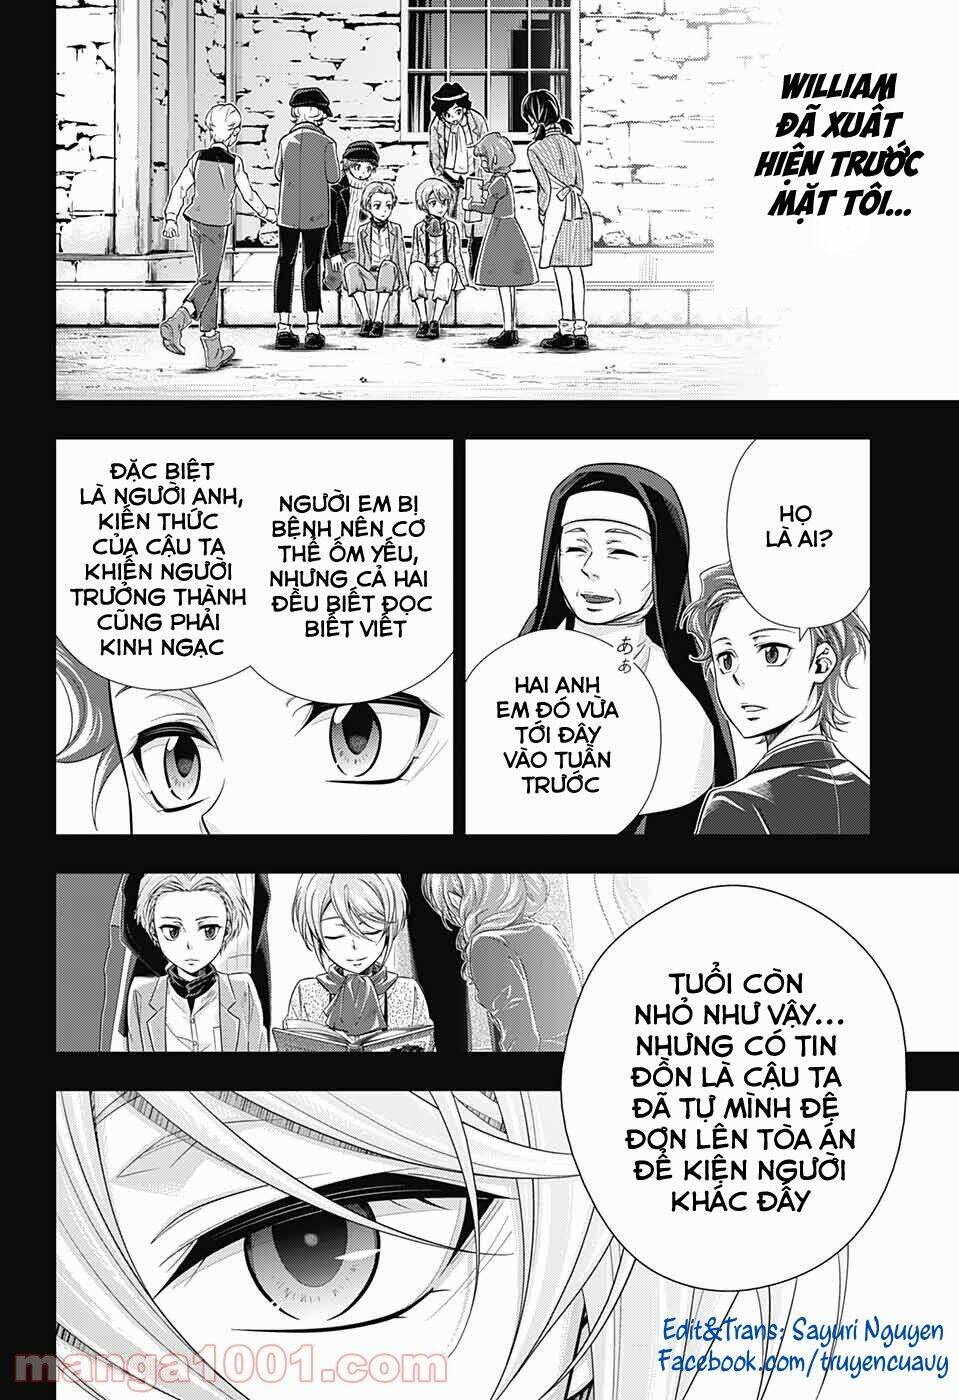 WILLIAM
ĐÃ XUẤT
HIỆN TRƯỚC
MẶT TÔI...
HỌ
LÀ AI?
ああ
HAI ANH
EM ĐÓ VỪA
TỚI ĐÂY
VÀO TUẦN
TRƯỚC
NGƯỜI EM BỊ
BỆNH NÊN CƠ
THỂ ỐM YẾU,
NHƯNG CẢ HAI
ĐỀU BIẾT ĐỌC
BIẾT VIẾT
ĐẶC BIỆT
LÀ NGƯỜI ANH,
KIẾN THỨC
CỦA CẬU TA
KHIẾN NGƯỜI
TRƯỞNG THÀNH
CŨNG PHẢI
KINH NGẠC
TUỔI CÒN
NHỎ NHƯ VẬY...
NHƯNG CÓ TIN
ĐỒN LÀ CẬU TA
ĐÃ TỰ MÌNH ĐỆ
ĐƠN LÊN TÒA ÁN
ĐỂ KIỆN NGƯỜI
KHÁC ĐẤY
Edit&Trans: Sayuri Nguyen
Facebook.com/truyencuavy
manga1001.com